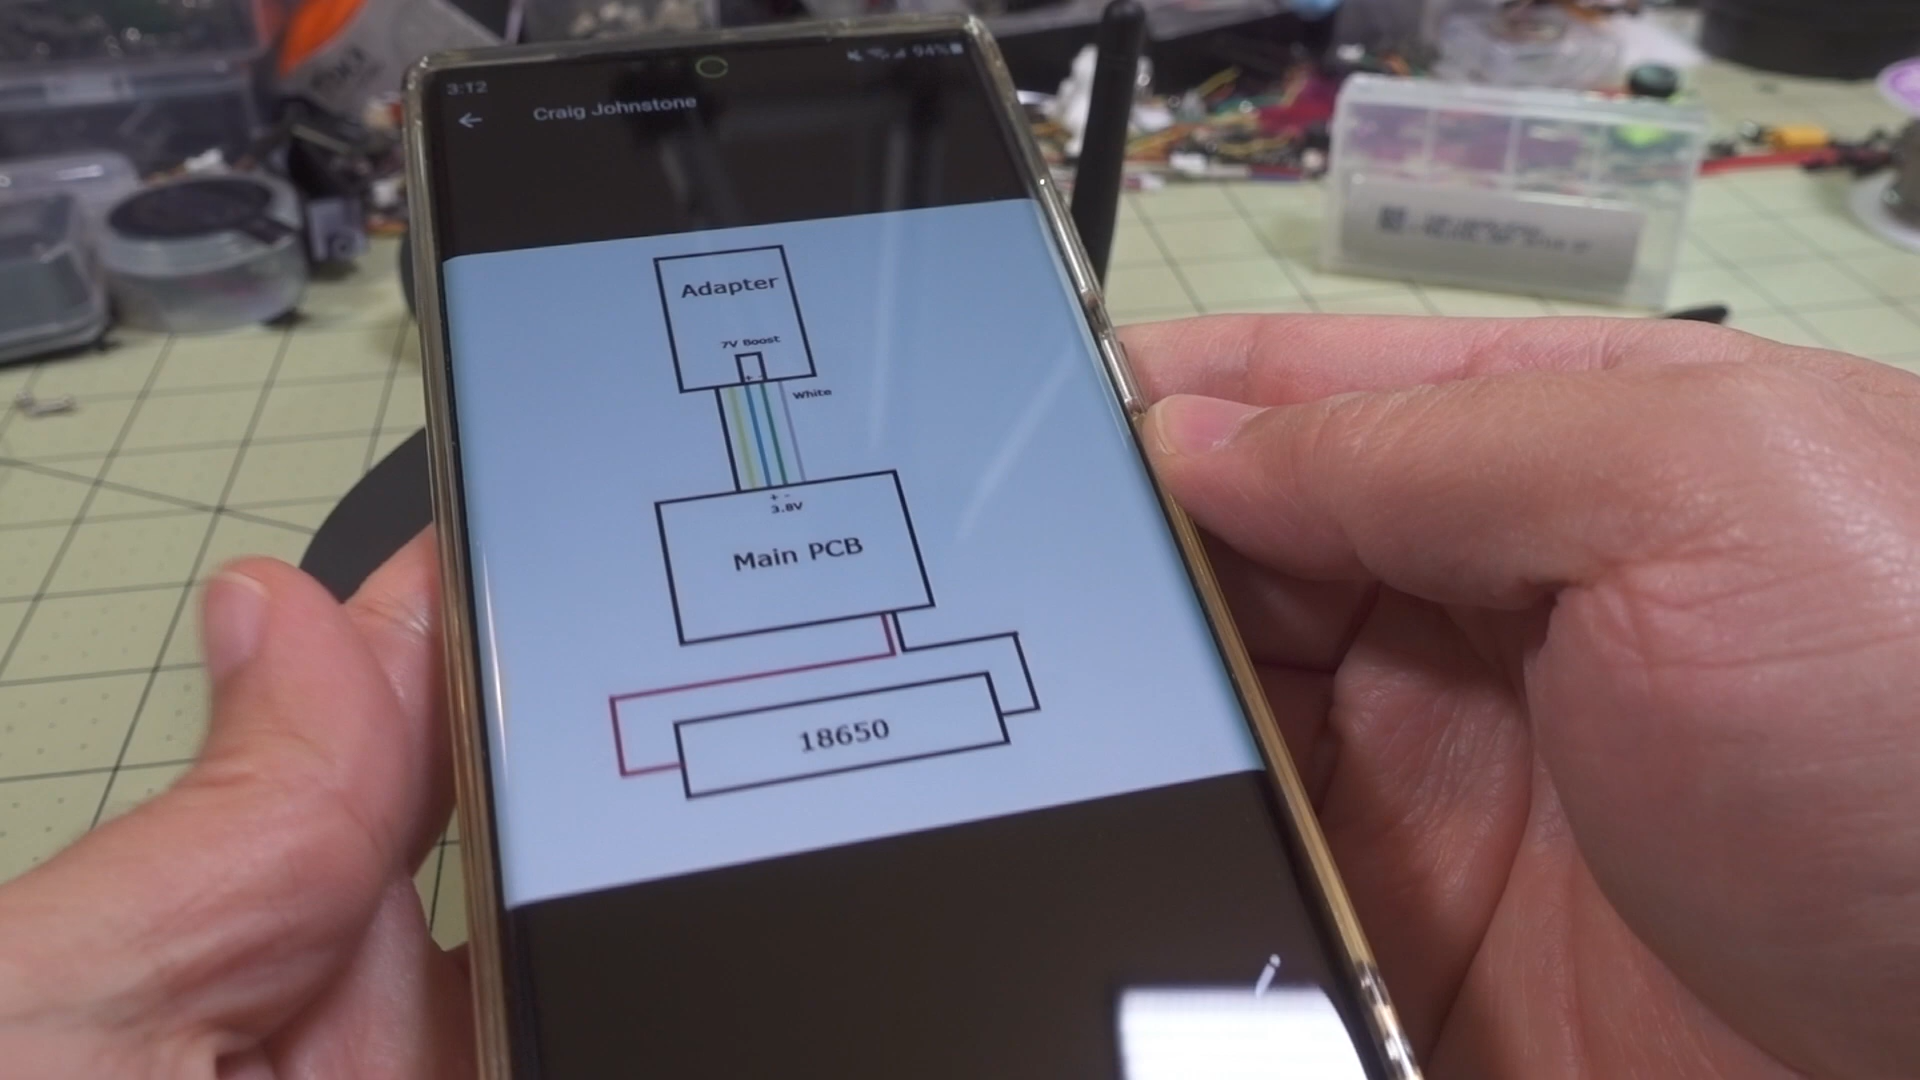 3:12
94%
Craig Johnstone
Adapter
7V Boost
+ -
White
+ -
3.8V
Main PCB
18650